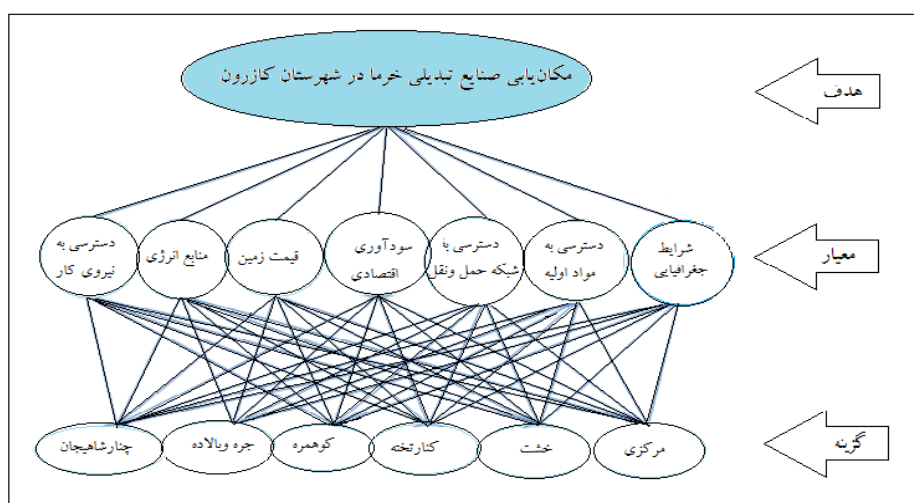 مکان‌یابی صنایع تبدیلی خرما در شهرستان کازرون
هدف
شرایط
جغرافیایی
دسترسی به
مواد اولیه
دسترسی با
شبکه حمل ونقل
سودآوری
اقتصادی
قیمت زمین
منابع انرژی
دسترسی به
نیروی کار
معیار
مرکزی
خشت
کنارتخته
کوهمره
جره وبالاده
چنارشاهیجان
گزینه